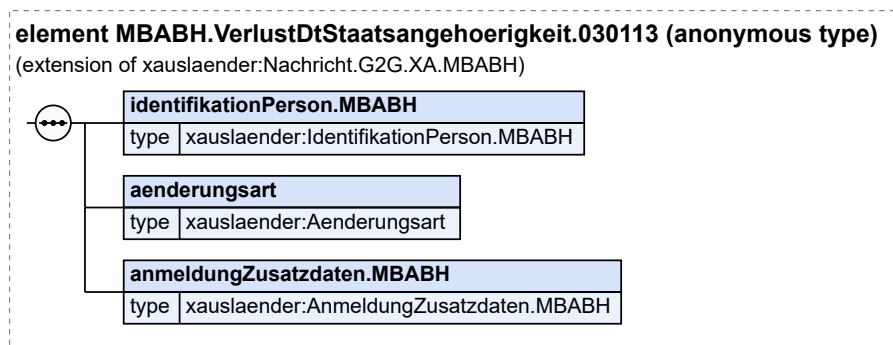 element MBABH.VerlustDtStaatsangehoerigkeit.030113 (anonymous type)
(extension of xauslaender:Nachricht.G2G.XA.MBABH)
identifikationPerson.MBABH
type xauslaender:IdentifikationPerson.MBABH
aenderungsart
type xauslaender:Aenderungsart
anmeldungZusatzdaten.MBABH
type xauslaender:AnmeldungZusatzdaten.MBABH